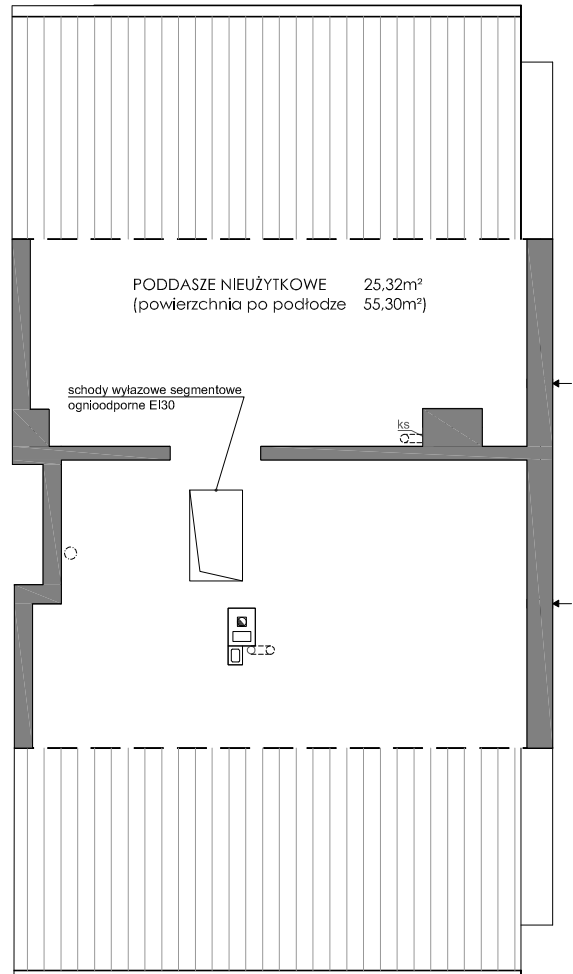 PODDASZE NIEUŻYTKOWE 25,32m²
(powierzchnia po podłodze 55,30m²)
schody wyłazowe segmentowe
ognioodporne EI30
ks